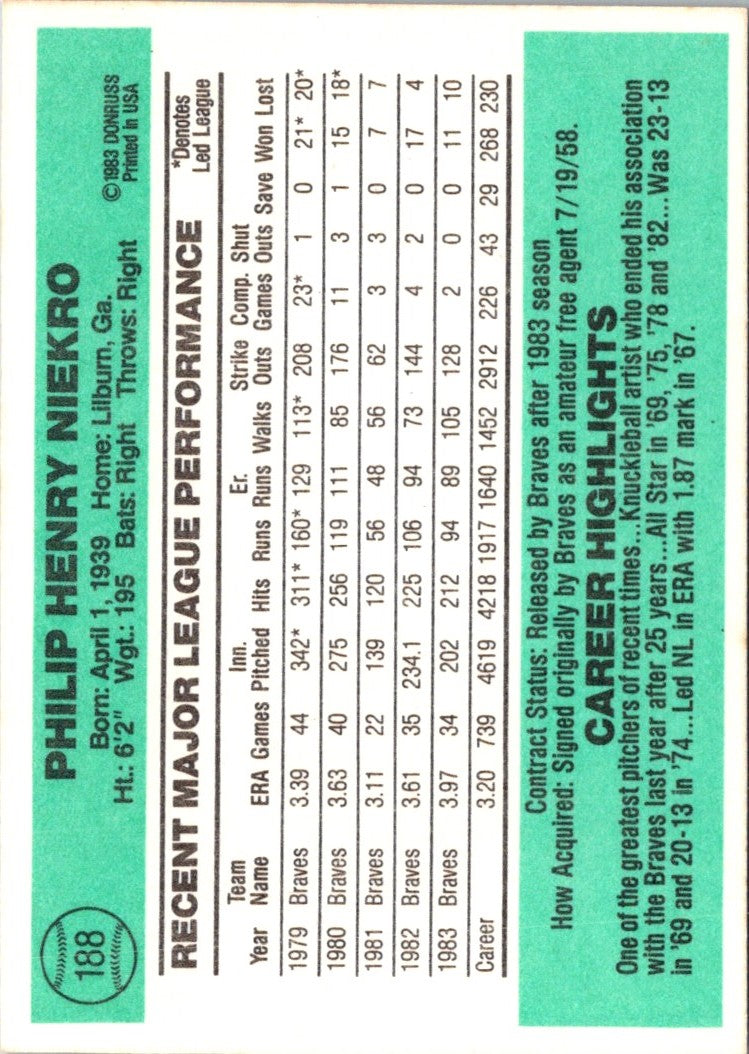 188
PHILIP HENRY NIEKRO
Born: April 1, 1939 Home: Lilburn, Ga.
Ht.: 6'2" Wgt.: 195 Bats: Right Throws: Right
©1983 DONRUSS
Printed In USA
RECENT MAJOR LEAGUE PERFORMANCE
*Denotes
Led League
Team Inn. Er. Strike Comp. Shut
Year Name ERA Games Pitched Hits Runs Runs Walks Outs Games Outs Save Won Lost
1979 Braves 3.39 44 342* 311* 160* 129 113* 208 23* 1 0 21* 20*
1980 Braves 3.63 40 275 256 119 111 85 176 11 3 1 15 18*
1981 Braves 3.11 22 139 120 56 48 56 62 3 3 0 7 7
1982 Braves 3.61 35 234.1 225 106 94 73 144 4 2 0 17 4
1983 Braves 3.97 34 202 212 94 89 105 128 2 0 0 11 10
Career 3.20 739 4619 4218 1917 1640 1452 2912 226 43 29 268 230
Contract Status: Released by Braves after 1983 season
How Acquired: Signed originally by Braves as an amateur free agent 7/19/58.
CAREER HIGHLIGHTS
One of the greatest pitchers of recent times...Knuckleball artist who ended his association
with the Braves last year after 25 years...All Star in '69, '75, '78 and '82...Was 23-13
in '69 and 20-13 in '74...Led NL in ERA with 1.87 mark in '67.